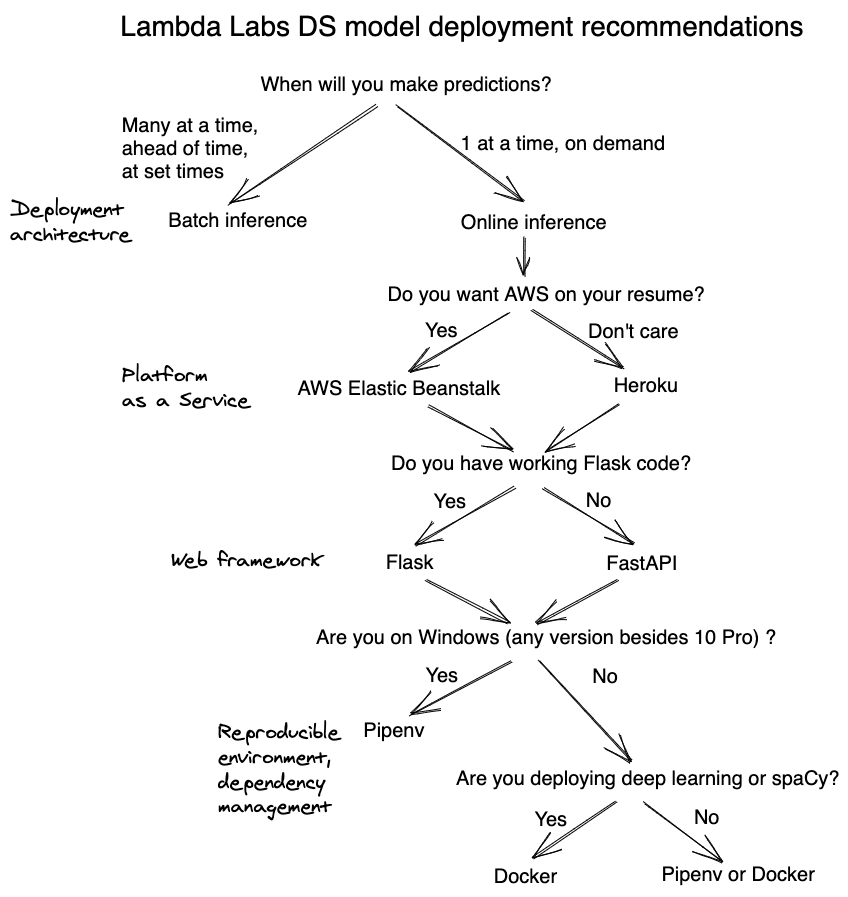 Lambda Labs DS model deployment recommendations
When will you make predictions?
Many at a time,
ahead of time,
at set times
1 at a time, on demand
Deployment
architecture
Batch inference
Online inference
Do you want AWS on your resume?
Yes
Don't care
Platform
as a Service
AWS Elastic Beanstalk
Heroku
Do you have working Flask code?
Yes
No
Web framework
Flask
FastAPI
Are you on Windows (any version besides 10 Pro) ?
Yes
No
Reproducible
environment,
dependency
management
Pipenv
Are you deploying deep learning or spaCy?
Yes
No
Docker
Pipenv or Docker